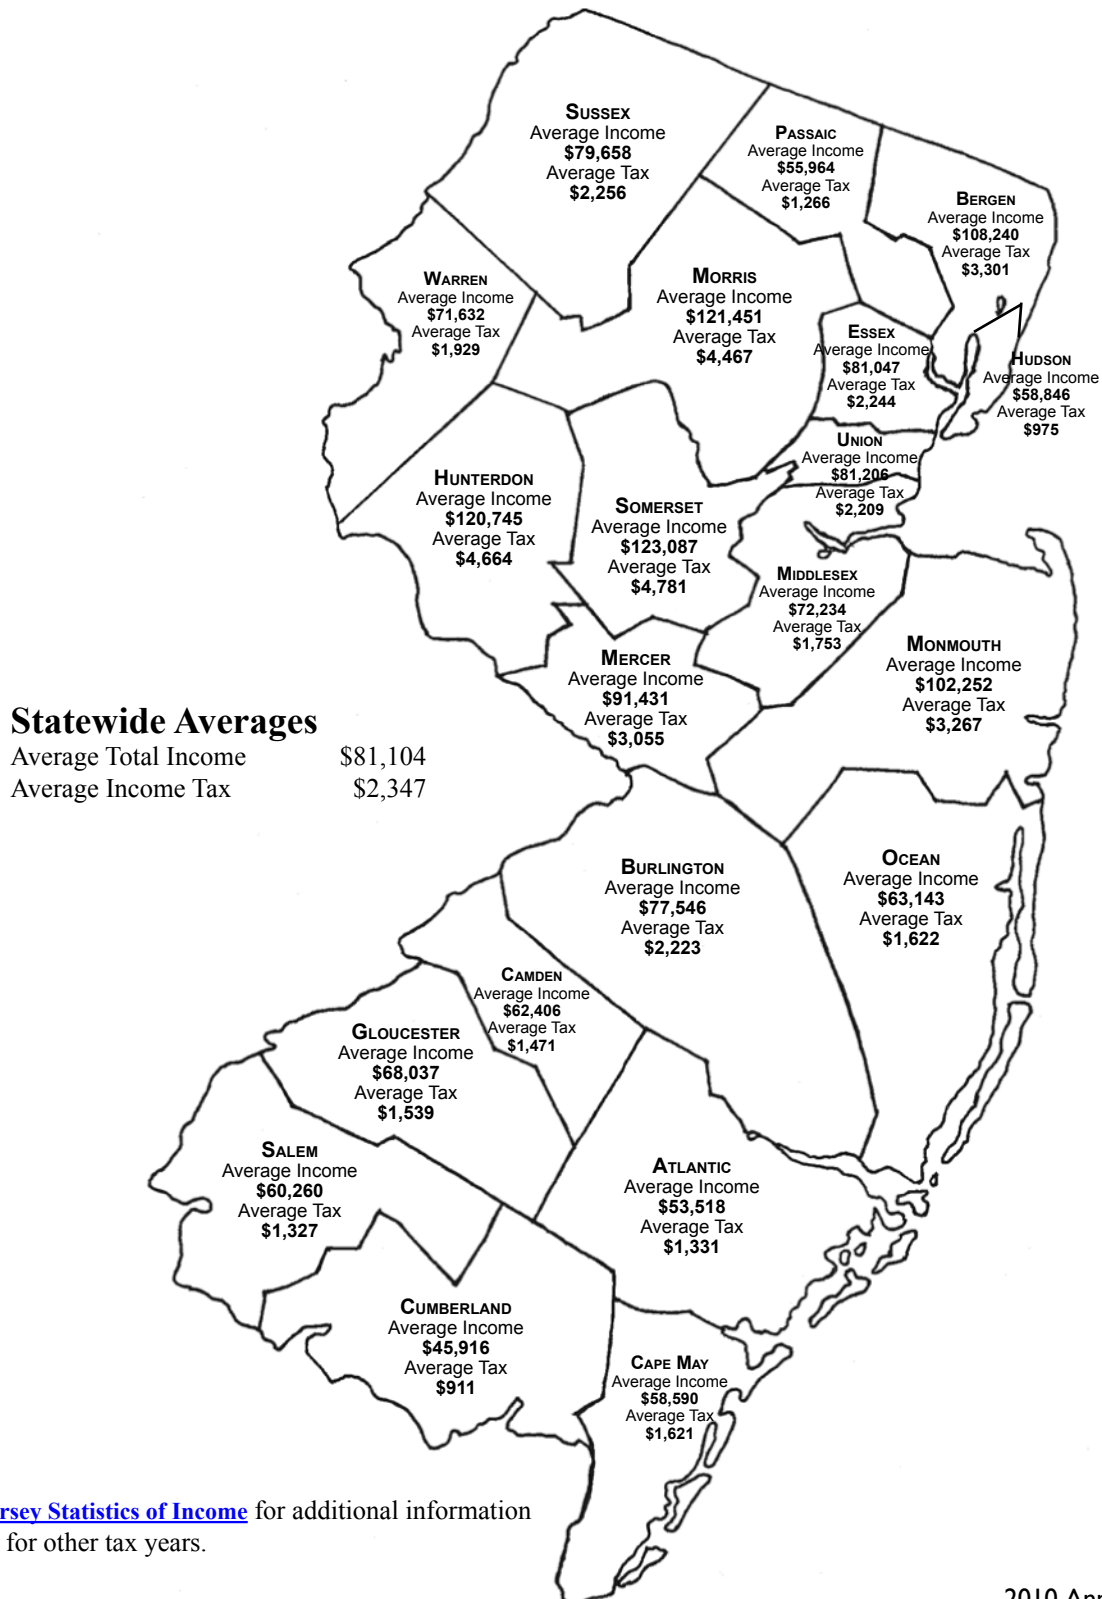 SUSSEX
Average Income
$79,658
Average Tax
$2,256
PASSAIC
Average Income
$55,964
Average Tax
$1,266
BERGEN
Average Income
$108,240
Average Tax
$3,301
WARREN
Average Income
$71,632
Average Tax
$1,929
MORRIS
Average Income
$121,451
Average Tax
$4,467
ESSEX
Average Income
$81,047
Average Tax
$2,244
HUDSON
Average Income
$58,846
Average Tax
$975
UNION
Average Income
$81,206
Average Tax
$2,209
HUNTERDON
Average Income
$120,745
Average Tax
$4,664
SOMERSET
Average Income
$123,087
Average Tax
$4,781
MIDDLESEX
Average Income
$72,234
Average Tax
$1,753
MONMOUTH
Average Income
$102,252
Average Tax
$3,267
MERCER
Average Income
$91,431
Average Tax
$3,055
Statewide Averages
Average Total Income $81,104
Average Income Tax $2,347
BURLINGTON
Average Income
$77,546
Average Tax
$2,223
OCEAN
Average Income
$63,143
Average Tax
$1,622
CAMDEN
Average Income
$62,406
Average Tax
$1,471
GLOUCESTER
Average Income
$68,037
Average Tax
$1,539
SALEM
Average Income
$60,260
Average Tax
$1,327
ATLANTIC
Average Income
$53,518
Average Tax
$1,331
CUMBERLAND
Average Income
$45,916
Average Tax
$911
CAPE MAY
Average Income
$58,590
Average Tax
$1,621
rsey Statistics of Income for additional information
for other tax years.
2010 Ann